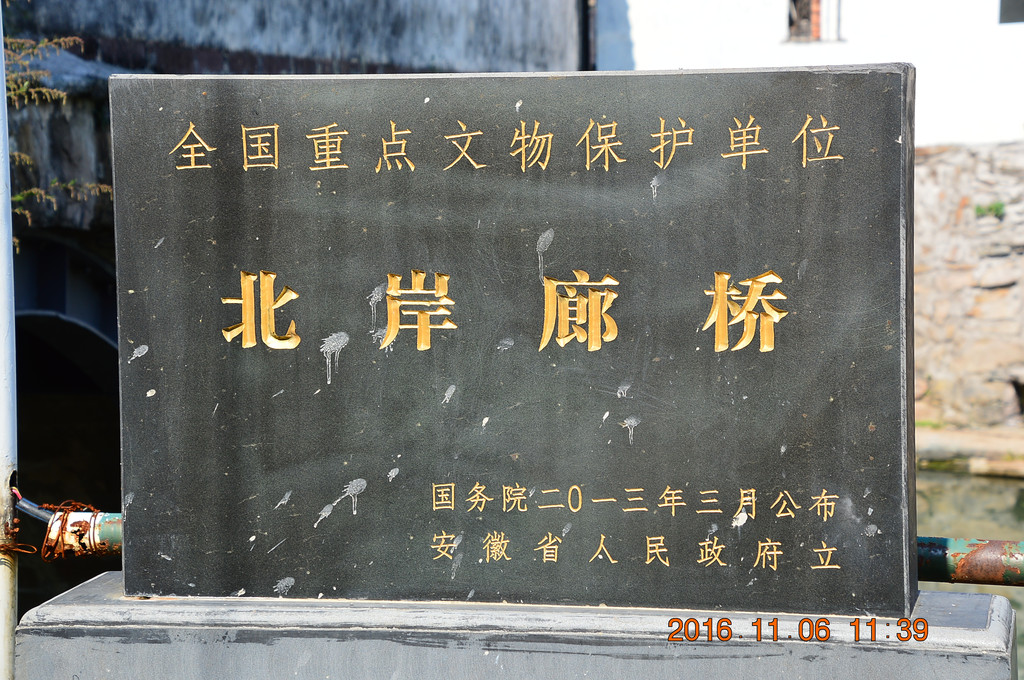 全国重点文物保护单位
北岸廊桥
国务院二〇一三年三月公布
安徽省人民政府立
2016 11 06 11:39